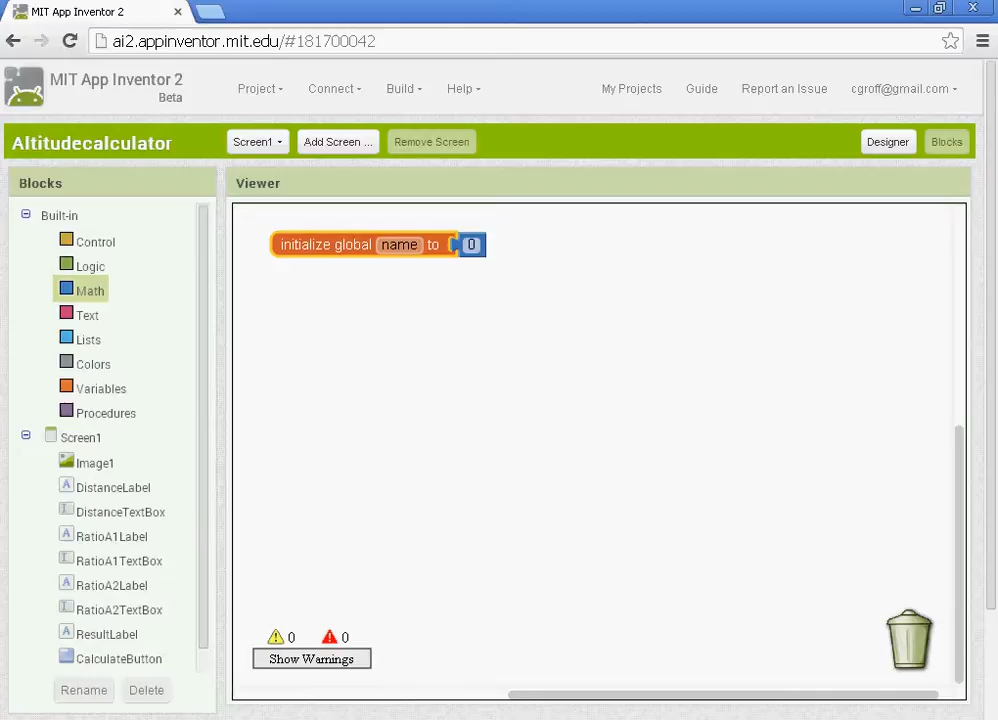 MIT App Inventor 2
ai2.appinventor.mit.edu/#181700042
MIT App Inventor 2
Beta
Project
Connect
Build
Help
My Projects
Guide
Report an Issue
cgroff@gmail.com
Altitudecalculator
Screen1
Add Screen ...
Remove Screen
Designer
Blocks
Blocks
Viewer
Built-in
Control
Logic
Math
Text
Lists
Colors
Variables
Procedures
Screen1
Image1
DistanceLabel
DistanceTextBox
RatioA1Label
RatioA1TextBox
RatioA2Label
RatioA2TextBox
ResultLabel
CalculateButton
Rename
Delete
initialize global name to 0
0 0
Show Warnings